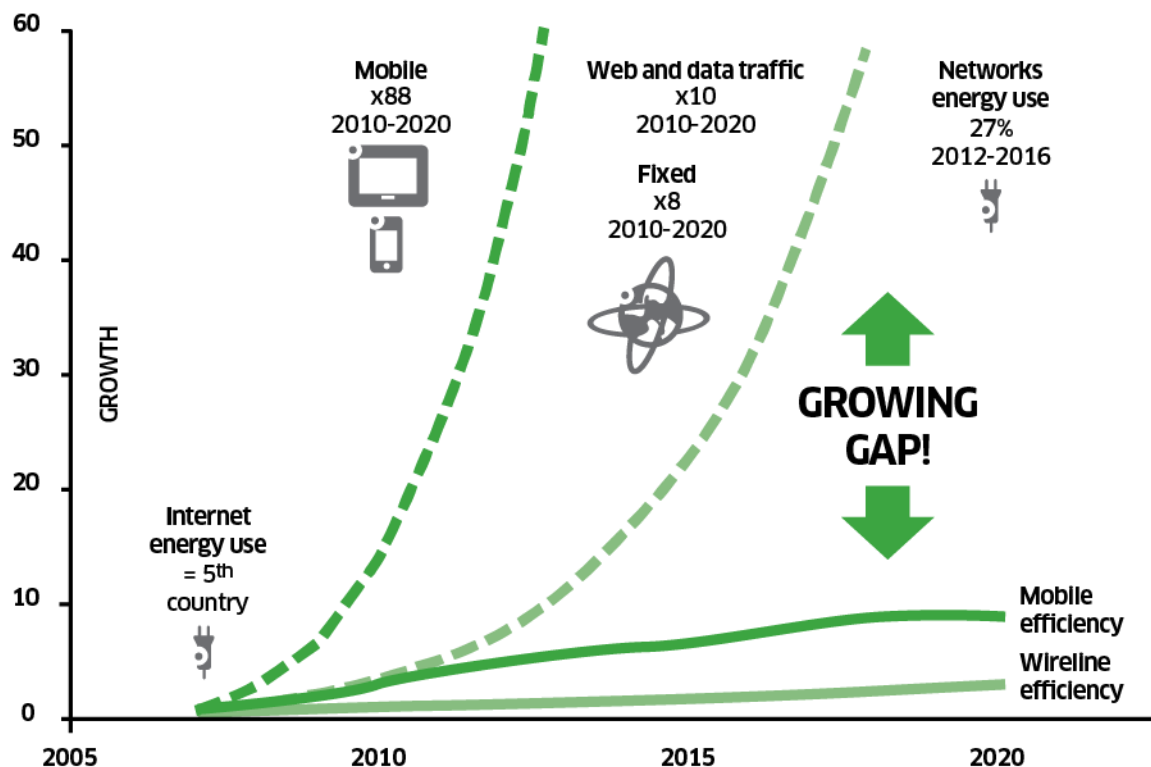 60
50
40
30
20
10
0
GROWTH
2005
2010
2015
2020
Mobile
x88
2010-2020
Web and data traffic
x10
2010-2020
Fixed
x8
2010-2020
Networks
energy use
27%
2012-2016
Internet
energy use
= 5th
country
GROWING
GAP!
Mobile
efficiency
Wireline
efficiency